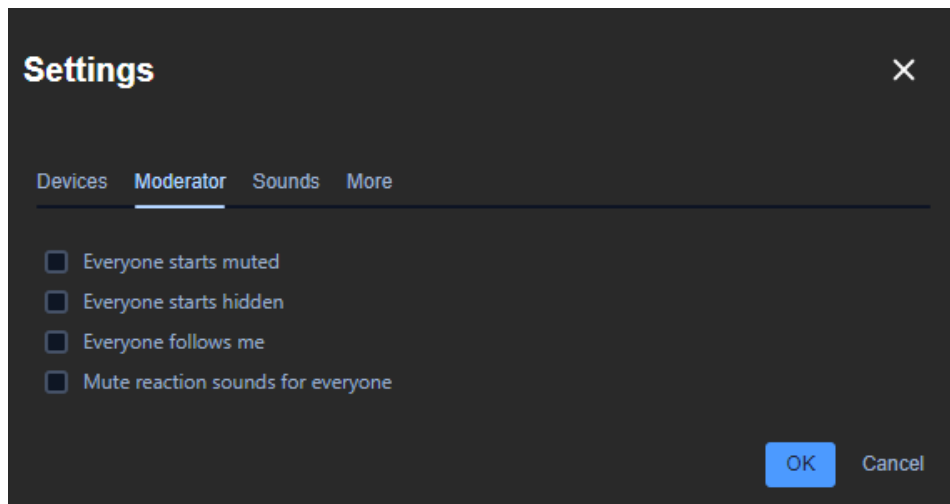 Settings
Devices Moderator Sounds More
Everyone starts muted
Everyone starts hidden
Everyone follows me
Mute reaction sounds for everyone
OK Cancel